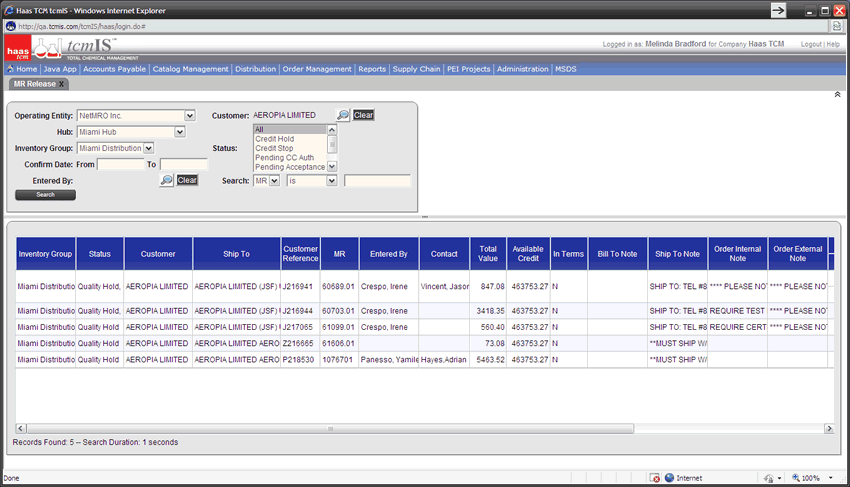 Haas TCM tcmIS - Windows Internet Explorer
http://qa.tcmis.com/tcmIS/haas/login.do#
haas tcm tcmIS™ TOTAL CHEMICAL MANAGEMENT
Logged in as: Melinda Bradford for Company Haas TCM Logout | Help
Home Java App Accounts Payable Catalog Management Distribution Order Management Reports Supply Chain PEI Projects Administration MSDS
MR Release X
Operating Entity: NetMRO Inc. Customer: AEROPIA LIMITED Clear
Hub: Miami Hub All
Credit Hold
Inventory Group: Miami Distribution Status: Credit Stop
Pending CC Auth
Confirm Date: From To Pending Acceptance
Entered By: Clear Search: MR is
Search
Inventory Group Status Customer Ship To Customer Reference MR Entered By Contact Total Value Available Credit In Terms Bill To Note Ship To Note Order Internal Note Order External Note
Miami Distributio Quality Hold, AEROPIA LIMITED AEROPIA LIMITED (JSF) J216941 60689.01 Crespo, Irene Vincent, Jason 847.08 463753.27 N SHIP TO: TEL #8 **** PLEASE NOT **** PLEASE NOT
Miami Distributio Quality Hold, AEROPIA LIMITED AEROPIA LIMITED (JSF) J216944 60703.01 Crespo, Irene 3418.35 463753.27 N SHIP TO: TEL #8 REQUIRE TEST **** PLEASE NOT
Miami Distributio Quality Hold AEROPIA LIMITED AEROPIA LIMITED (JSF) J217065 61099.01 Crespo, Irene 560.40 463753.27 N SHIP TO: TEL #8 REQUIRE CERT **** PLEASE NOT
Miami Distributio Quality Hold AEROPIA LIMITED AEROPIA LIMITED AERO Z216665 61606.01 73.08 463753.27 N **MUST SHIP W/
Miami Distributio Quality Hold AEROPIA LIMITED AEROPIA LIMITED AERO P218530 1076701 Panesso, Yamile Hayes,Adrian 5463.52 463753.27 N **MUST SHIP W/
Records Found: 5 -- Search Duration: 1 seconds
Done Internet 100%